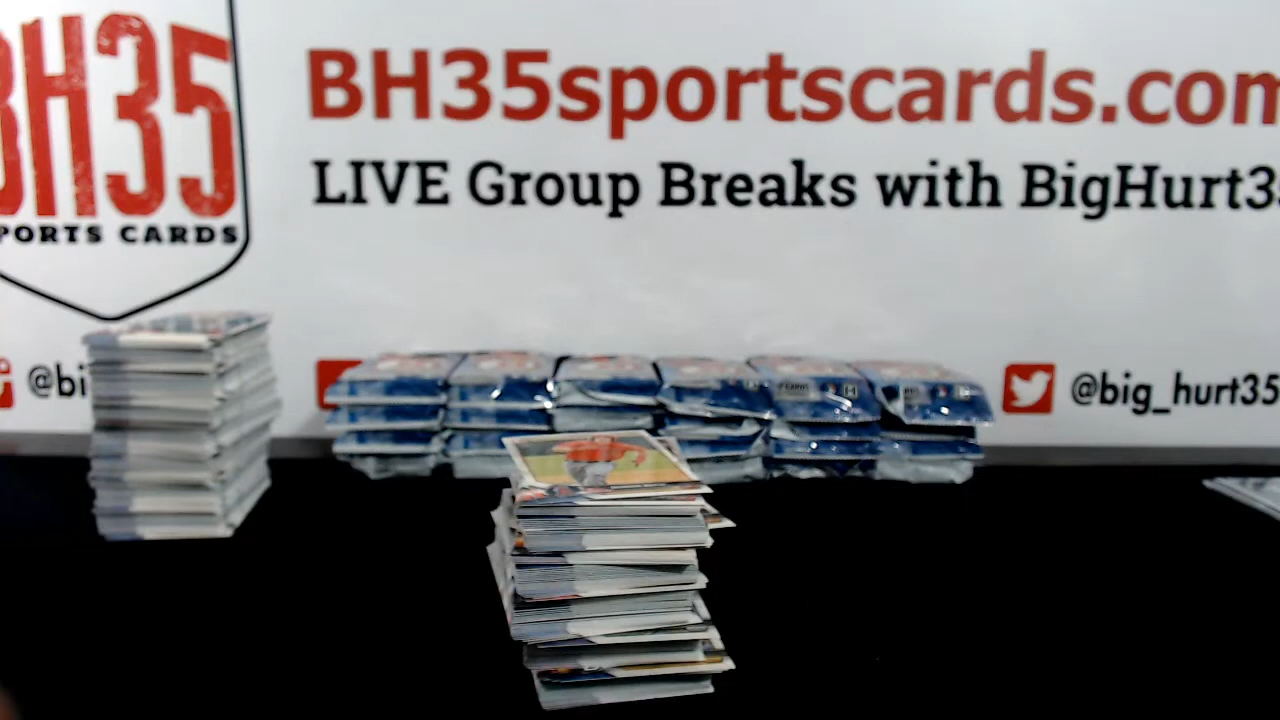 BH35
PORTS CARDS
BH35sportscards.com
LIVE Group Breaks with BigHurt3
@bi
@big_hurt35